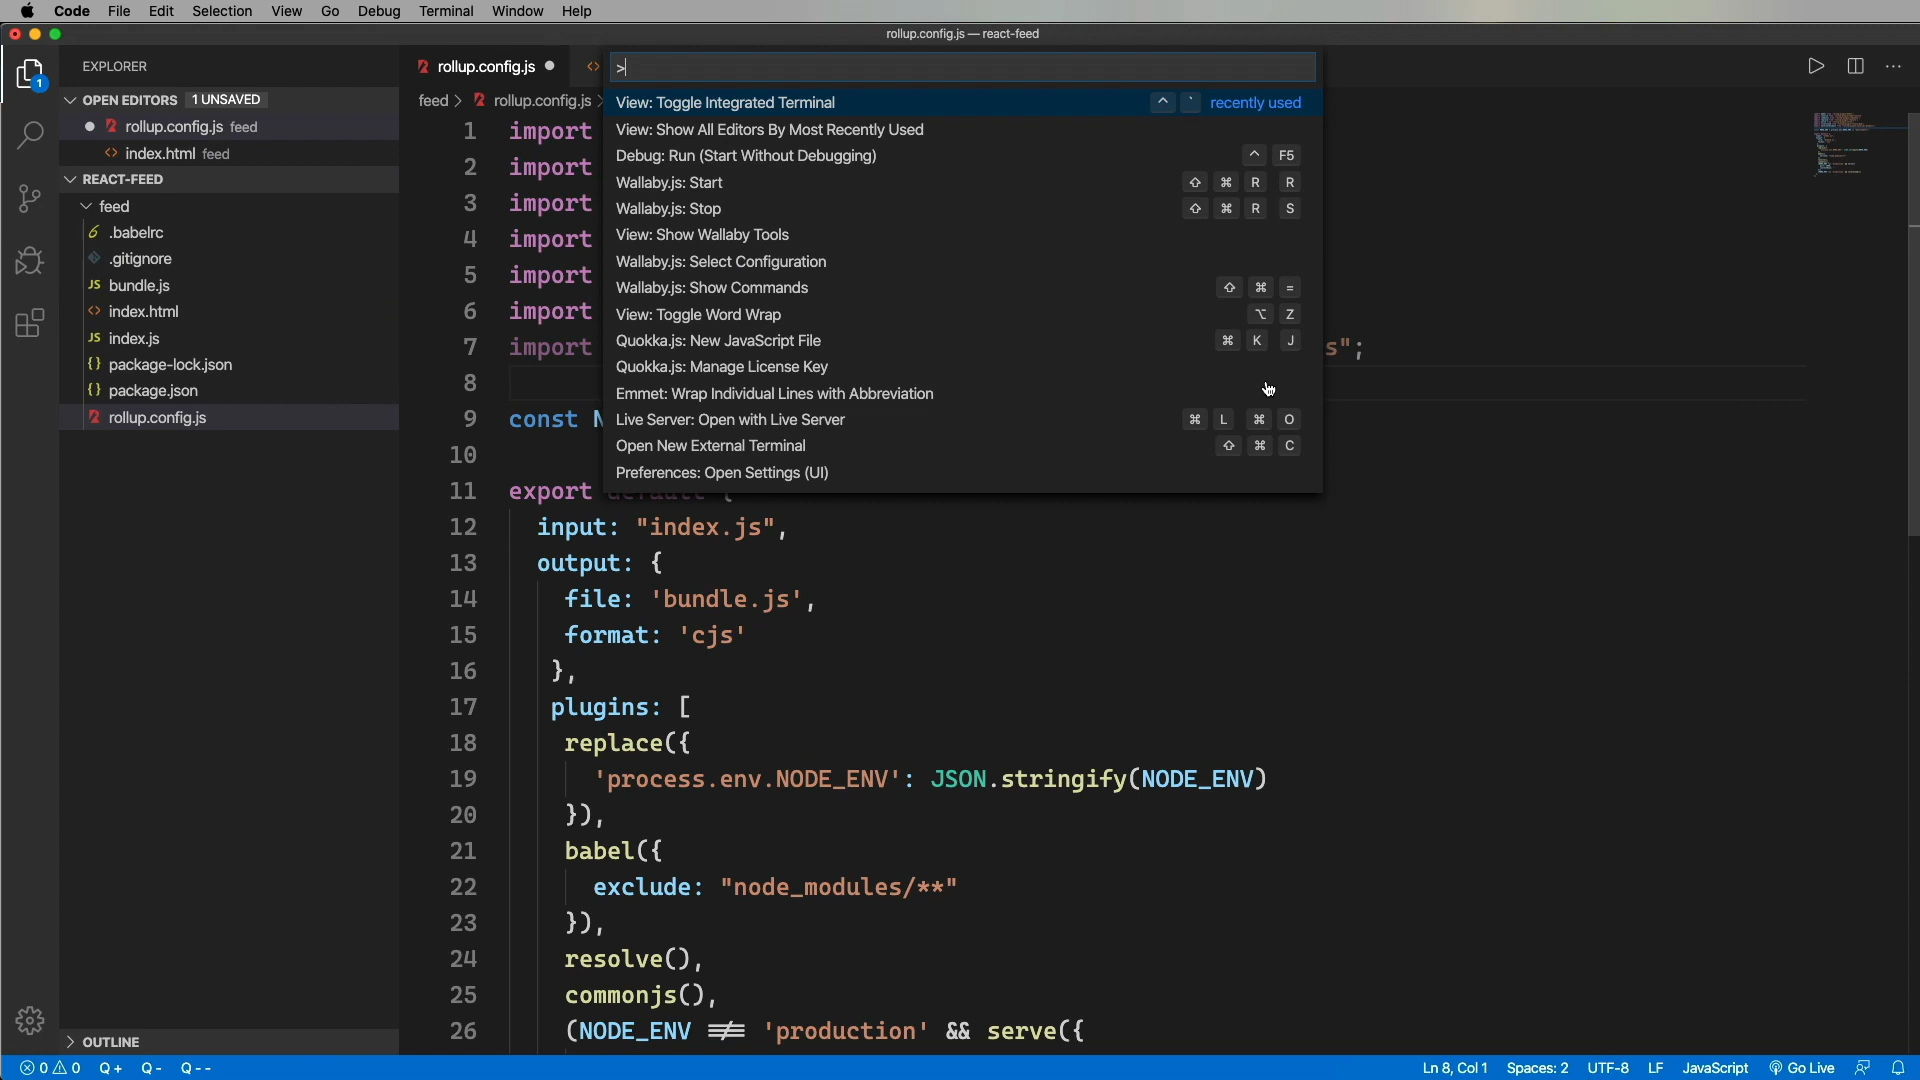 Code File Edit Selection View Go Debug Terminal Window Help
rollup.config.js — react-feed
EXPLORER
OPEN EDITORS 1 UNSAVED
rollup.config.js feed
index.html feed
REACT-FEED
feed
.babelrc
.gitignore
JS bundle.js
<> index.html
JS index.js
{} package-lock.json
{} package.json
rollup.config.js
OUTLINE
rollup.config.js
feed > rollup.config.js >
>
View: Toggle Integrated Terminal ^ ` recently used
View: Show All Editors By Most Recently Used
Debug: Run (Start Without Debugging) ^ F5
Wallaby.js: Start ⇧ ⌘ R R
Wallaby.js: Stop ⇧ ⌘ R S
View: Show Wallaby Tools
Wallaby.js: Select Configuration
Wallaby.js: Show Commands ⇧ ⌘ =
View: Toggle Word Wrap ⌥ Z
Quokka.js: New JavaScript File ⌘ K J
Quokka.js: Manage License Key
Emmet: Wrap Individual Lines with Abbreviation
Live Server: Open with Live Server ⌘ L ⌘ O
Open New External Terminal ⇧ ⌘ C
Preferences: Open Settings (UI)
1 import
2 import
3 import
4 import
5 import
6 import
7 import s";
8
9 const N
10
11 export default {
12 input: "index.js",
13 output: {
14 file: 'bundle.js',
15 format: 'cjs'
16 },
17 plugins: [
18 replace({
19 'process.env.NODE_ENV': JSON.stringify(NODE_ENV)
20 }),
21 babel({
22 exclude: "node_modules/**"
23 }),
24 resolve(),
25 commonjs(),
26 (NODE_ENV !== 'production' && serve({
0 0 Q+ Q- Q-- Ln 8, Col 1 Spaces: 2 UTF-8 LF JavaScript Go Live